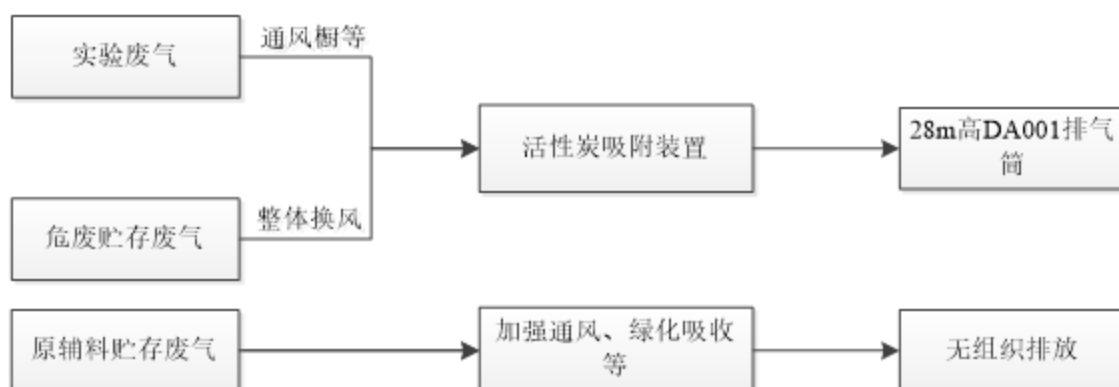 实验废气
通风橱等
活性炭吸附装置
28m高DA001排气
筒
危废贮存废气
整体换风
原辅料贮存废气
加强通风、绿化吸收
等
无组织排放